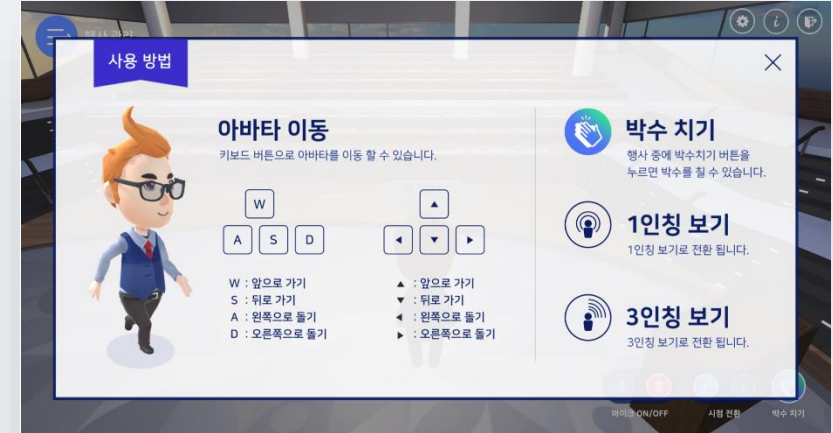 행사 관리
사용 방법
아바타 이동
키보드 버튼으로 아바타를 이동 할 수 있습니다.
W
A S D
W : 앞으로 가기
S : 뒤로 가기
A : 왼쪽으로 돌기
D : 오른쪽으로 돌기
▲
◀ ▼ ▶
▲ : 앞으로 가기
▼ : 뒤로 가기
◀ : 왼쪽으로 돌기
▶ : 오른쪽으로 돌기
박수 치기
행사 중에 박수치기 버튼을
누르면 박수를 칠 수 있습니다.
1인칭 보기
1인칭 보기로 전환 됩니다.
3인칭 보기
3인칭 보기로 전환 됩니다.
마이크 ON/OFF 시점 전환 박수 치기